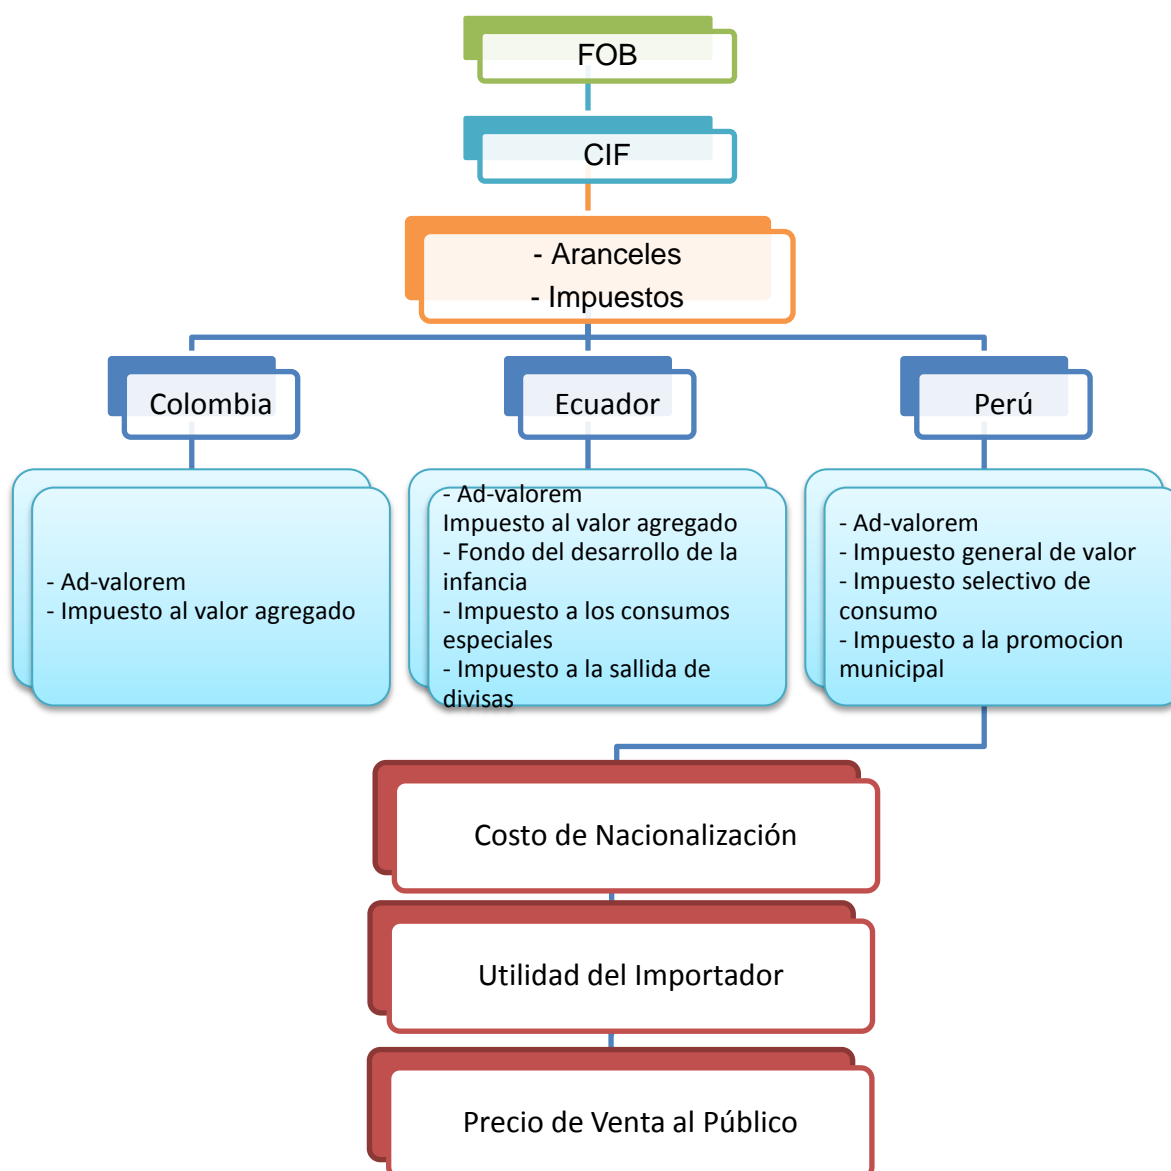 FOB
CIF
- Aranceles
- Impuestos
Colombia
Ecuador
Perú
- Ad-valorem
- Impuesto al valor agregado
- Ad-valorem
Impuesto al valor agregado
- Fondo del desarrollo de la
infancia
- Impuesto a los consumos
especiales
- Impuesto a la sallida de
divisas
- Ad-valorem
- Impuesto general de valor
- Impuesto selectivo de
consumo
- Impuesto a la promocion
municipal
Costo de Nacionalización
Utilidad del Importador
Precio de Venta al Público